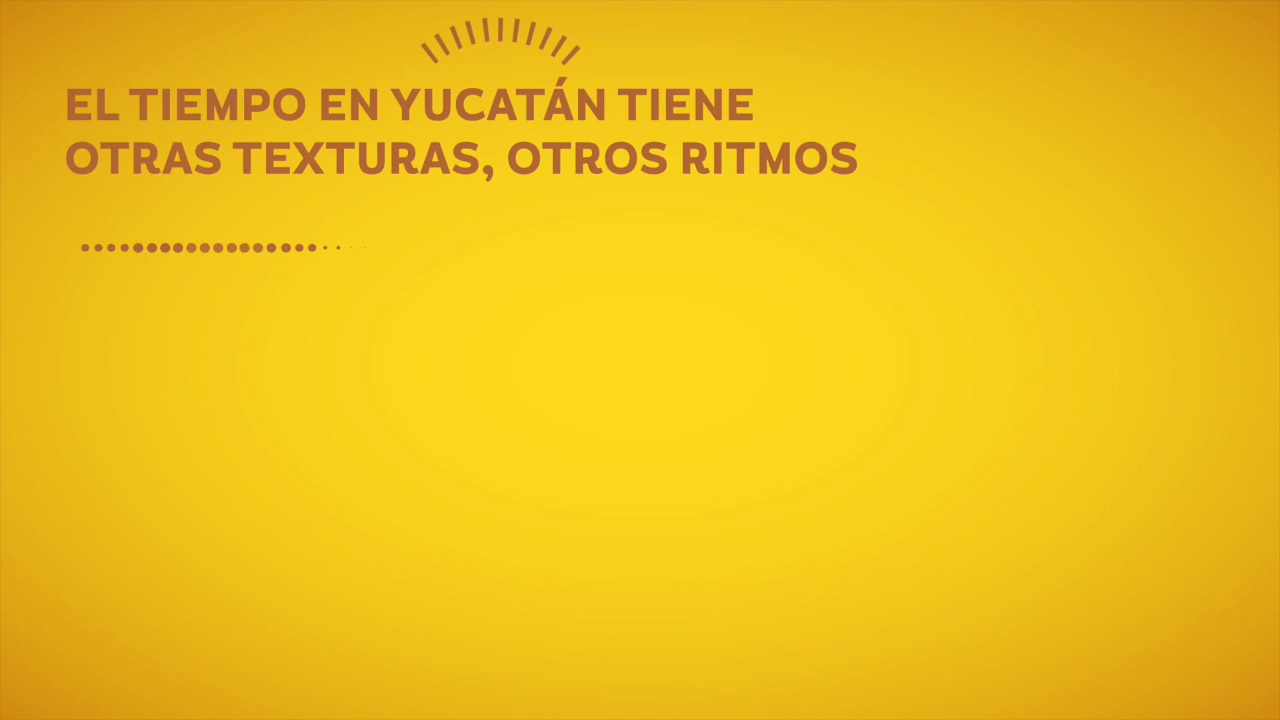 EL TIEMPO EN YUCATÁN TIENE
OTRAS TEXTURAS, OTROS RITMOS